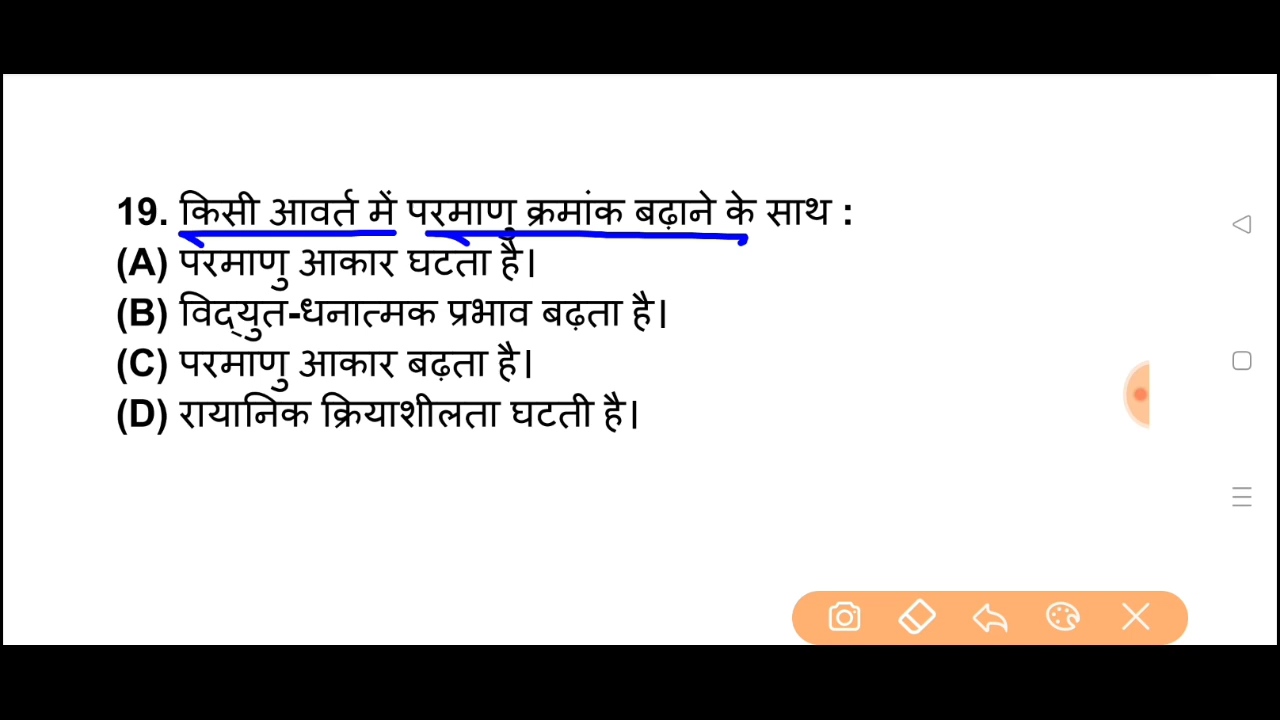 19. किसी आवर्त में परमाणु क्रमांक बढ़ाने के साथ :
(A) परमाणु आकार घटता है।
(B) विद्‌युत-धनात्मक प्रभाव बढ़ता है।
(C) परमाणु आकार बढ़ता है।
(D) रायानिक क्रियाशीलता घटती है।